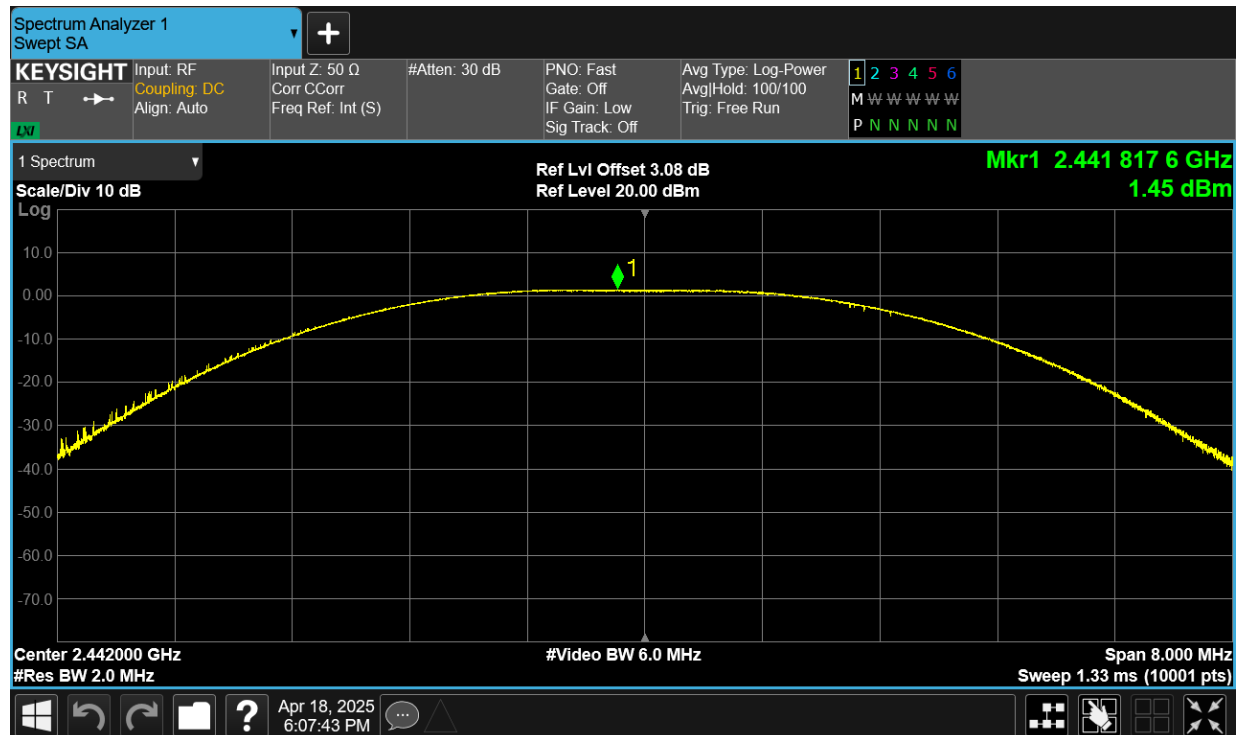 Spectrum Analyzer 1
Swept SA
KEYSIGHT
R T
LXI
Input: RF
Coupling: DC
Align: Auto
Input Z: 50 Ω
Corr CCorr
Freq Ref: Int (S)
#Atten: 30 dB
PNO: Fast
Gate: Off
IF Gain: Low
Sig Track: Off
Avg Type: Log-Power
Avg|Hold: 100/100
Trig: Free Run
1 2 3 4 5 6
M W W W W W
P N N N N N
1 Spectrum
Scale/Div 10 dB
Log
Ref Lvl Offset 3.08 dB
Ref Level 20.00 dBm
Mkr1 2.441 817 6 GHz
1.45 dBm
1
10.0
0.00
-10.0
-20.0
-30.0
-40.0
-50.0
-60.0
-70.0
Center 2.442000 GHz
#Res BW 2.0 MHz
#Video BW 6.0 MHz
Span 8.000 MHz
Sweep 1.33 ms (10001 pts)
?
Apr 18, 2025
6:07:43 PM